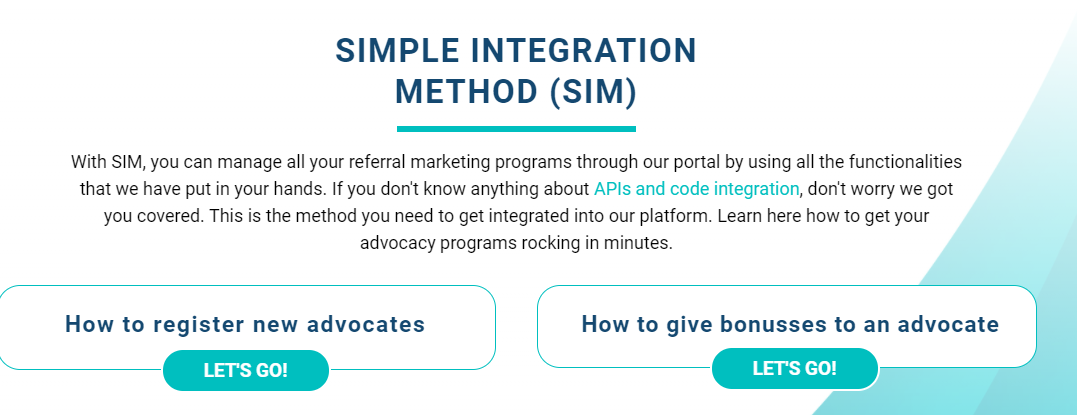 SIMPLE INTEGRATION
METHOD (SIM)
With SIM, you can manage all your referral marketing programs through our portal by using all the functionalities
that we have put in your hands. If you don't know anything about APIs and code integration, don't worry we got
you covered. This is the method you need to get integrated into our platform. Learn here how to get your
advocacy programs rocking in minutes.
How to register new advocates
LET'S GO!
How to give bonusses to an advocate
LET'S GO!